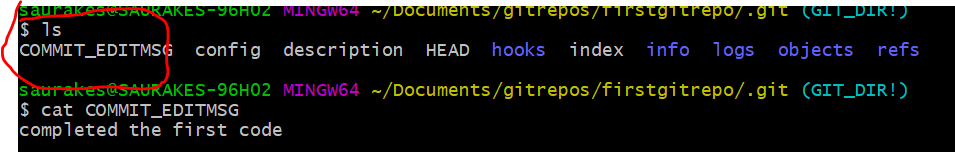 saurakes@SAURAKES-96H02 MINGW64 ~/Documents/gitrepos/firstgitrepo/.git (GIT_DIR!)
$ ls
COMMIT_EDITMSG config description HEAD hooks index info logs objects refs
saurakes@SAURAKES-96H02 MINGW64 ~/Documents/gitrepos/firstgitrepo/.git (GIT_DIR!)
$ cat COMMIT_EDITMSG
completed the first code